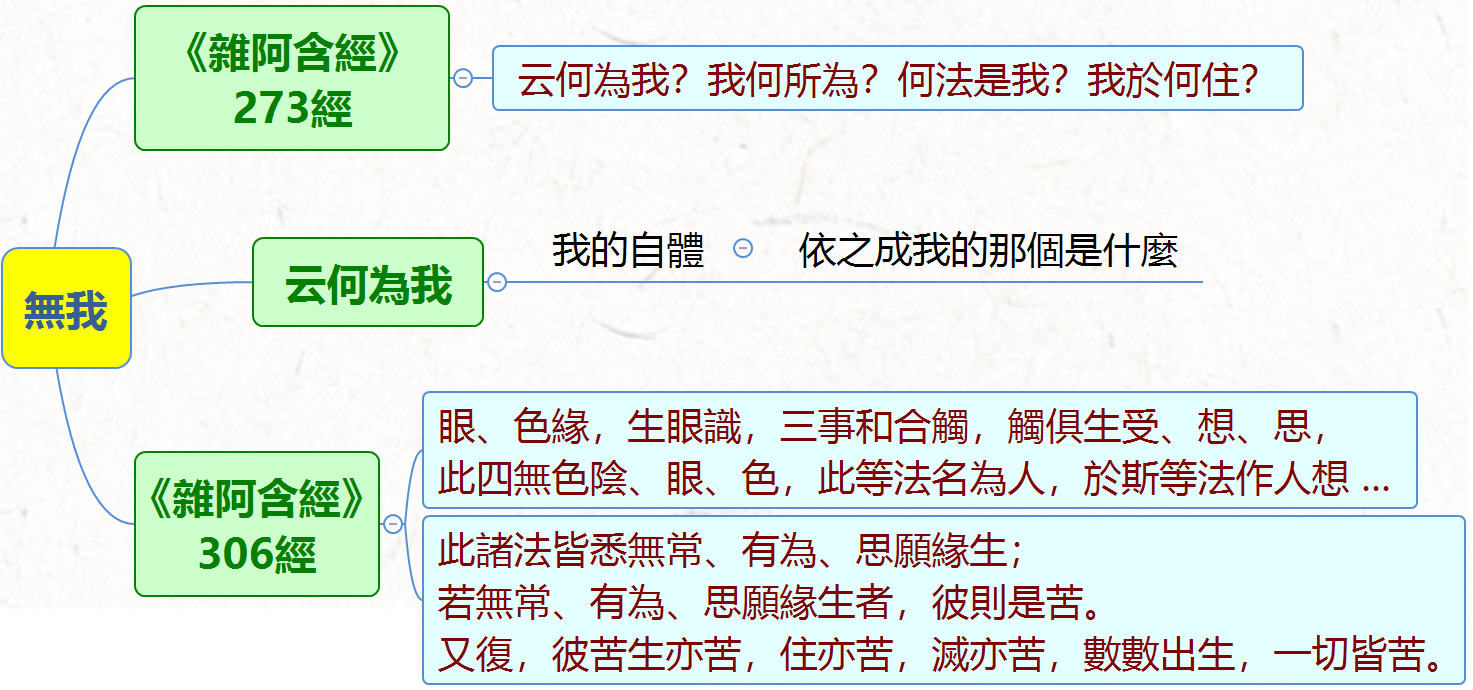 《雜阿含經》
273經
云何為我？我何所為？何法是我？我於何住？
無我
云何為我
我的自體
依之成我的那個是什麼
《雜阿含經》
306經
眼、色緣，生眼識，三事和合觸，觸俱生受、想、思，
此四無色陰、眼、色，此等法名為人，於斯等法作人想 ...
此諸法皆悉無常、有為、思願緣生；
若無常、有為、思願緣生者，彼則是苦。
又復，彼苦生亦苦，住亦苦，滅亦苦，數數出生，一切皆苦。